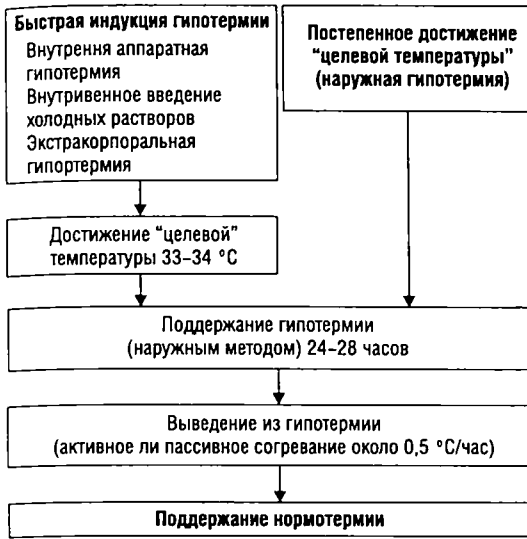 Быстрая индукция гипотермии
Внутрення аппаратная
гипотермия
Внутривенное введение
холодных растворов
Экстракорпоральная
гипортермия
Постепенное достижение
“целевой температуры”
(наружная гипотермия)
Достижение “целевой”
температуры 33–34 °C
Поддержание гипотермии
(наружным методом) 24–28 часов
Выведение из гипотермии
(активное ли пассивное согревание около 0,5 °C/час)
Поддержание нормотермии